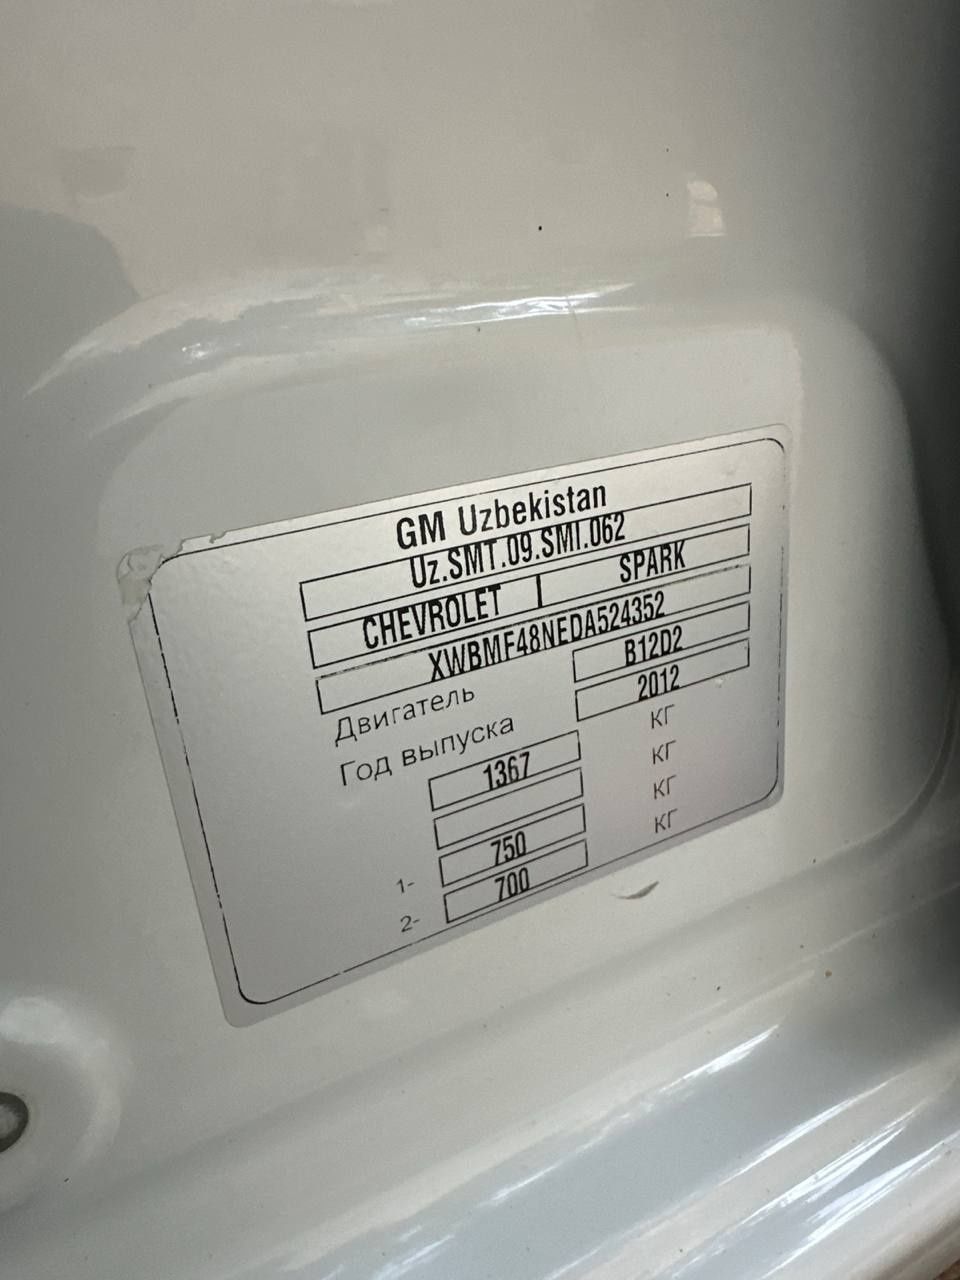 GM Uzbekistan
Uz.SMT.09.SMI.062
CHEVROLET SPARK
XWBMF48NEDA524352
Двигатель B12D2
Год выпуска 2012
1367 кг
кг
1- 750 кг
2- 700 кг